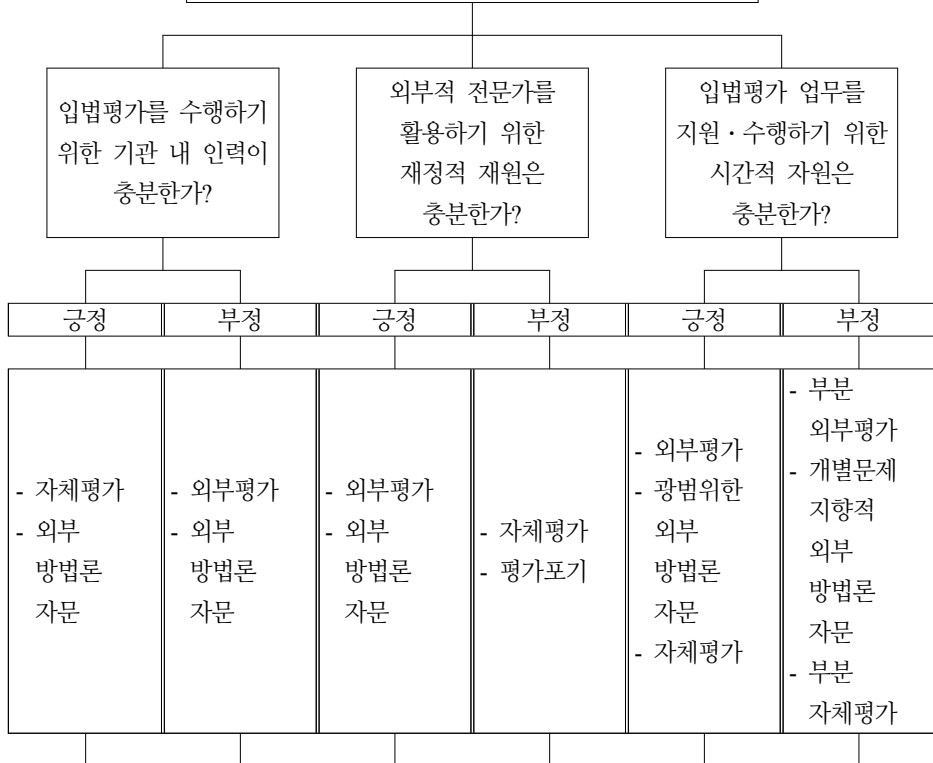 입법평가를 수행하기
위한 기관 내 인력이
충분한가?
외부적 전문가를
활용하기 위한
재정적 재원은
충분한가?
입법평가 업무를
지원·수행하기 위한
시간적 자원은
충분한가?
긍정
부정
긍정
부정
긍정
부정
- 자체평가
- 외부
방법론
자문
- 외부평가
- 외부
방법론
자문
- 외부평가
- 외부
방법론
자문
- 자체평가
- 평가포기
- 외부평가
- 광범위한
외부
방법론
자문
- 자체평가
- 부분
외부평가
- 개별문제
지향적
외부
방법론
자문
- 부분
자체평가